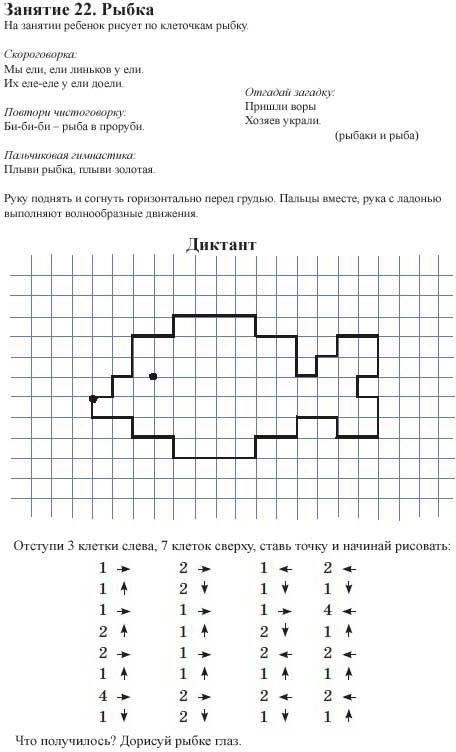 Занятие 22. Рыбка
На занятии ребенок рисует по клеточкам рыбку.
Скороговорка:
Мы ели, ели линьков у ели.
Их еле-еле у ели доели.
Повтори чистоговорку:
Би-би-би – рыба в проруби.
Отгадай загадку:
Пришли воры
Хозяев украли.
(рыбаки и рыба)
Пальчиковая гимнастика:
Плыви рыбка, плыви золотая.
Руку поднять и согнуть горизонтально перед грудью. Пальцы вместе, рука с ладонью
выполняют волнообразные движения.
Диктант
Отступи 3 клетки слева, 7 клеток сверху, ставь точку и начинай рисовать:
1 → 2 → 1 ← 2 ←
1 ↑ 2 ↓ 1 ↓ 1 ↓
1 → 1 → 1 → 4 ←
2 ↑ 1 ↑ 2 ↓ 1 ↑
2 → 1 → 2 ← 2 ←
1 ↑ 1 ↑ 1 ↑ 1 ↑
4 → 2 → 2 ← 2 ←
1 ↓ 2 ↓ 1 ↓ 1 ↑
Что получилось? Дорисуй рыбке глаз.